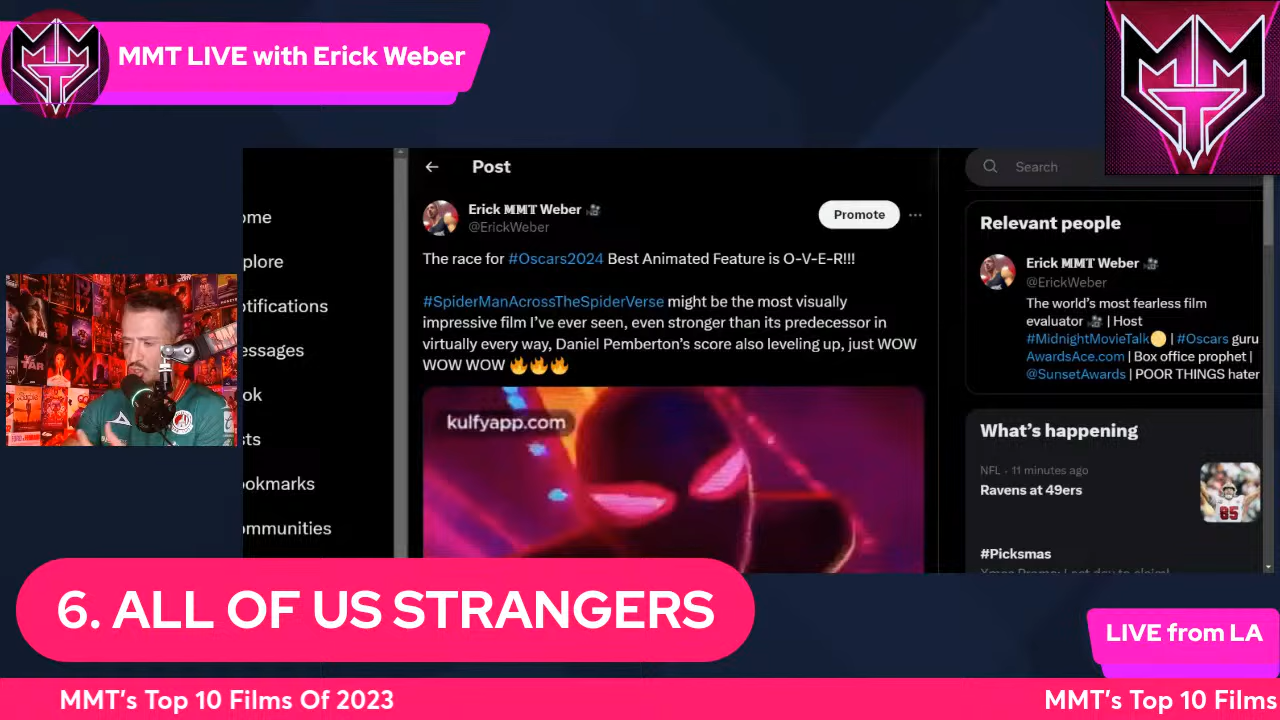 MMT LIVE with Erick Weber
Post
Search
Erick MMT Weber
@ErickWeber
Promote
The race for #Oscars2024 Best Animated Feature is O-V-E-R!!!
#SpiderManAcrossTheSpiderVerse might be the most visually
impressive film I've ever seen, even stronger than its predecessor in
virtually every way, Daniel Pemberton's score also leveling up, just WOW
WOW WOW 🔥🔥🔥
kulfyapp.com
ome
plore
otifications
essages
ok
sts
ookmarks
ommunities
Relevant people
Erick MMT Weber
@ErickWeber
The world's most fearless film
evaluator 🎥 | Host
#MidnightMovieTalk🌕 | #Oscars guru
AwardsAce.com | Box office prophet |
@SunsetAwards | POOR THINGS hater
What's happening
NFL · 11 minutes ago
Ravens at 49ers
85
#Picksmas
6. ALL OF US STRANGERS
LIVE from LA
MMT's Top 10 Films Of 2023
MMT's Top 10 Films